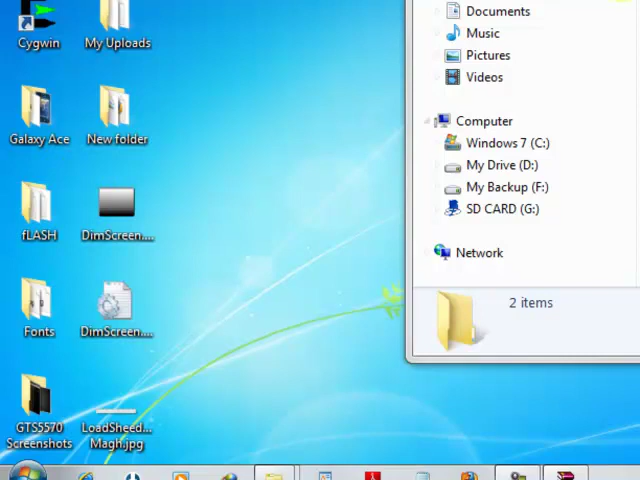 Cygwin
My Uploads
Galaxy Ace
New folder
fLASH
DimScreen....
Fonts
DimScreen....
GTS5570
Screenshots
LoadSheed...
Magh.jpg
Documents
Music
Pictures
Videos
Computer
Windows 7 (C:)
My Drive (D:)
My Backup (F:)
SD CARD (G:)
Network
2 items